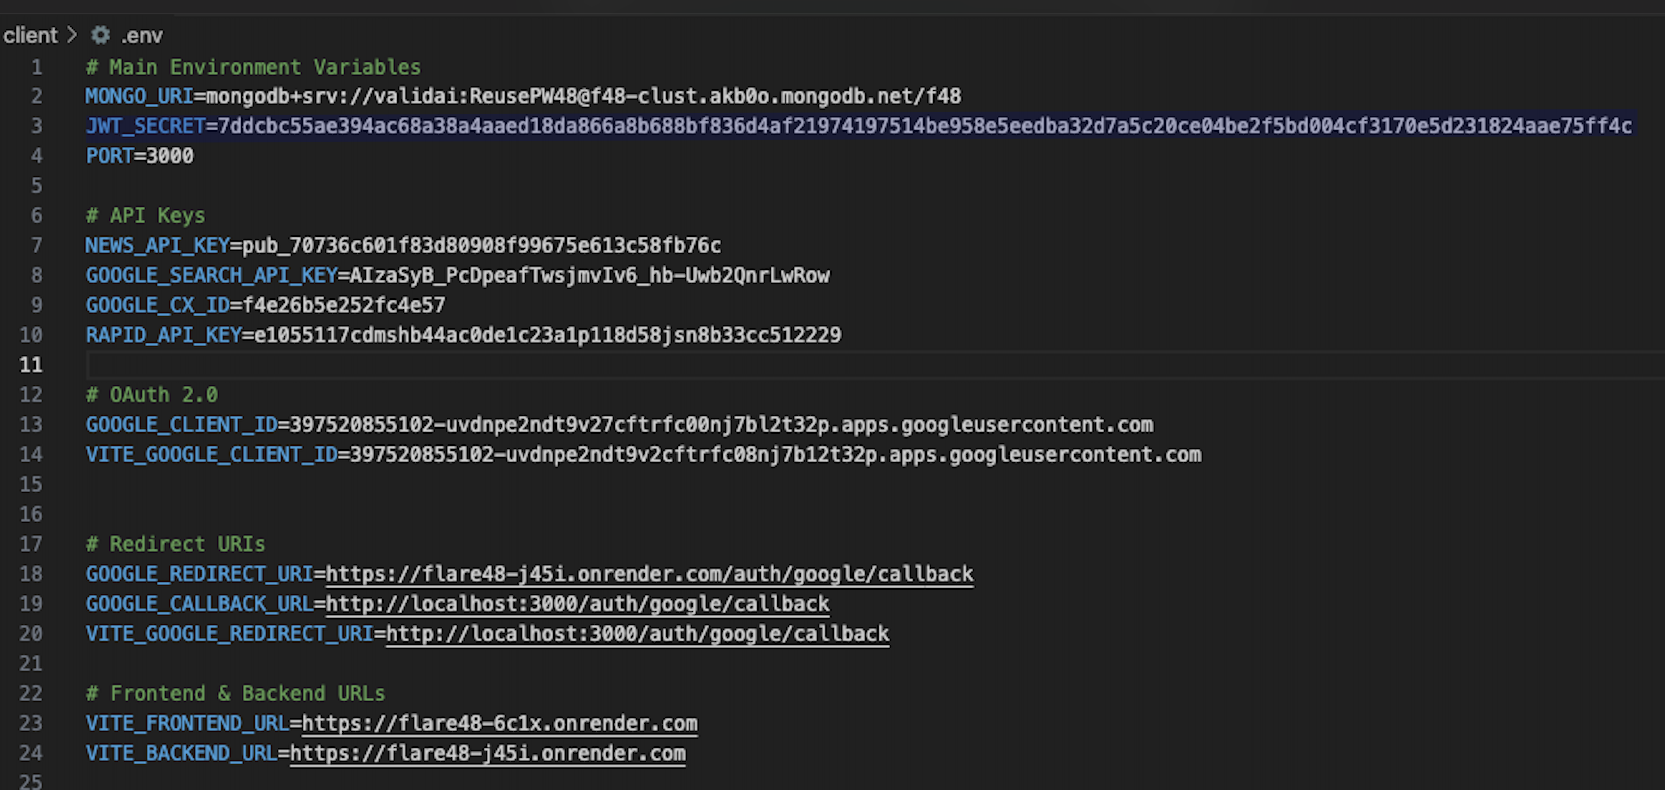 client > .env
1 # Main Environment Variables
2 MONGO_URI=mongodb+srv://validai:ReusePW48@f48-clust.akb0o.mongodb.net/f48
3 JWT_SECRET=7ddcbc55ae394ac68a38a4aaed18da866a8b688bf836d4af21974197514be958e5eedba32d7a5c20ce04be2f5bd004cf3170e5d231824aae75ff4c
4 PORT=3000
5
6 # API Keys
7 NEWS_API_KEY=pub_70736c601f83d80908f99675e613c58fb76c
8 GOOGLE_SEARCH_API_KEY=AIzaSyB_PcDpeafTwsjmvIv6_hb-Uwb2QnrLwRow
9 GOOGLE_CX_ID=f4e26b5e252fc4e57
10 RAPID_API_KEY=e1055117cdmshb44ac0de1c23a1p118d58jsn8b33cc512229
11
12 # OAuth 2.0
13 GOOGLE_CLIENT_ID=397520855102-uvdnpe2ndt9v27cftrfc00nj7bl2t32p.apps.googleusercontent.com
14 VITE_GOOGLE_CLIENT_ID=397520855102-uvdnpe2ndt9v2cftrfc08nj7b12t32p.apps.googleusercontent.com
15
16
17 # Redirect URIs
18 GOOGLE_REDIRECT_URI=https://flare48-j45i.onrender.com/auth/google/callback
19 GOOGLE_CALLBACK_URL=http://localhost:3000/auth/google/callback
20 VITE_GOOGLE_REDIRECT_URI=http://localhost:3000/auth/google/callback
21
22 # Frontend & Backend URLs
23 VITE_FRONTEND_URL=https://flare48-6c1x.onrender.com
24 VITE_BACKEND_URL=https://flare48-j45i.onrender.com
25